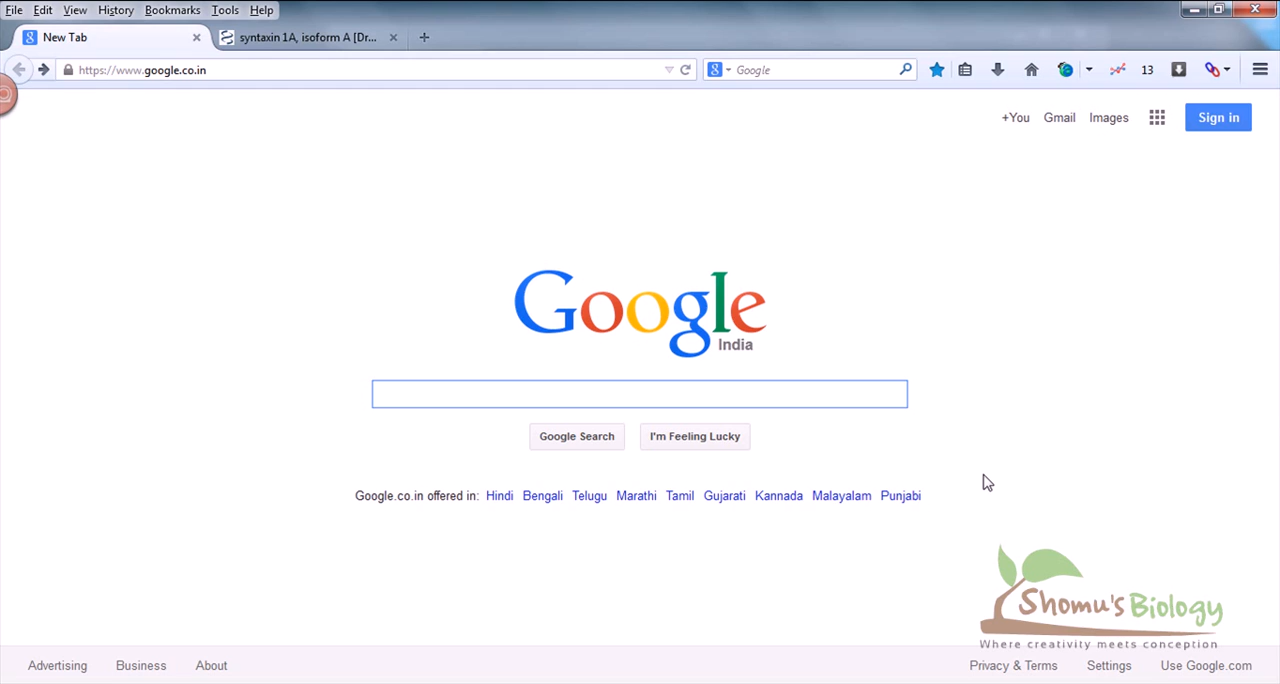 File Edit View History Bookmarks Tools Help
New Tab syntaxin 1A, isoform A [Dr...
https://www.google.co.in Google 13
+You Gmail Images Sign in
Google
India
Google Search I'm Feeling Lucky
Google.co.in offered in: Hindi Bengali Telugu Marathi Tamil Gujarati Kannada Malayalam Punjabi
Shomu's Biology
Where creativity meets conception
Advertising Business About Privacy & Terms Settings Use Google.com